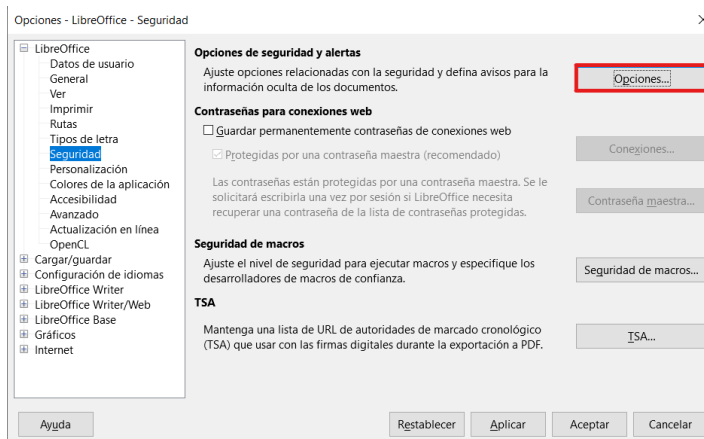 Opciones - LibreOffice - Seguridad
LibreOffice
Datos de usuario
General
Ver
Imprimir
Rutas
Tipos de letra
Seguridad
Personalización
Colores de la aplicación
Accesibilidad
Avanzado
Actualización en línea
OpenCL
Cargar/guardar
Configuración de idiomas
LibreOffice Writer
LibreOffice Writer/Web
LibreOffice Base
Gráficos
Internet
Opciones de seguridad y alertas
Ajuste opciones relacionadas con la seguridad y defina avisos para la
información oculta de los documentos.
Opciones...
Contraseñas para conexiones web
Guardar permanentemente contraseñas de conexiones web
Protegidas por una contraseña maestra (recomendado)
Conexiones...
Las contraseñas están protegidas por una contraseña maestra. Se le
solicitará escribirla una vez por sesión si LibreOffice necesita
recuperar una contraseña de la lista de contraseñas protegidas.
Contraseña maestra...
Seguridad de macros
Ajuste el nivel de seguridad para ejecutar macros y especifique los
desarrolladores de macros de confianza.
Seguridad de macros...
TSA
Mantenga una lista de URL de autoridades de marcado cronológico
(TSA) que usar con las firmas digitales durante la exportación a PDF.
TSA...
Ayuda
Restablecer
Aplicar
Aceptar
Cancelar